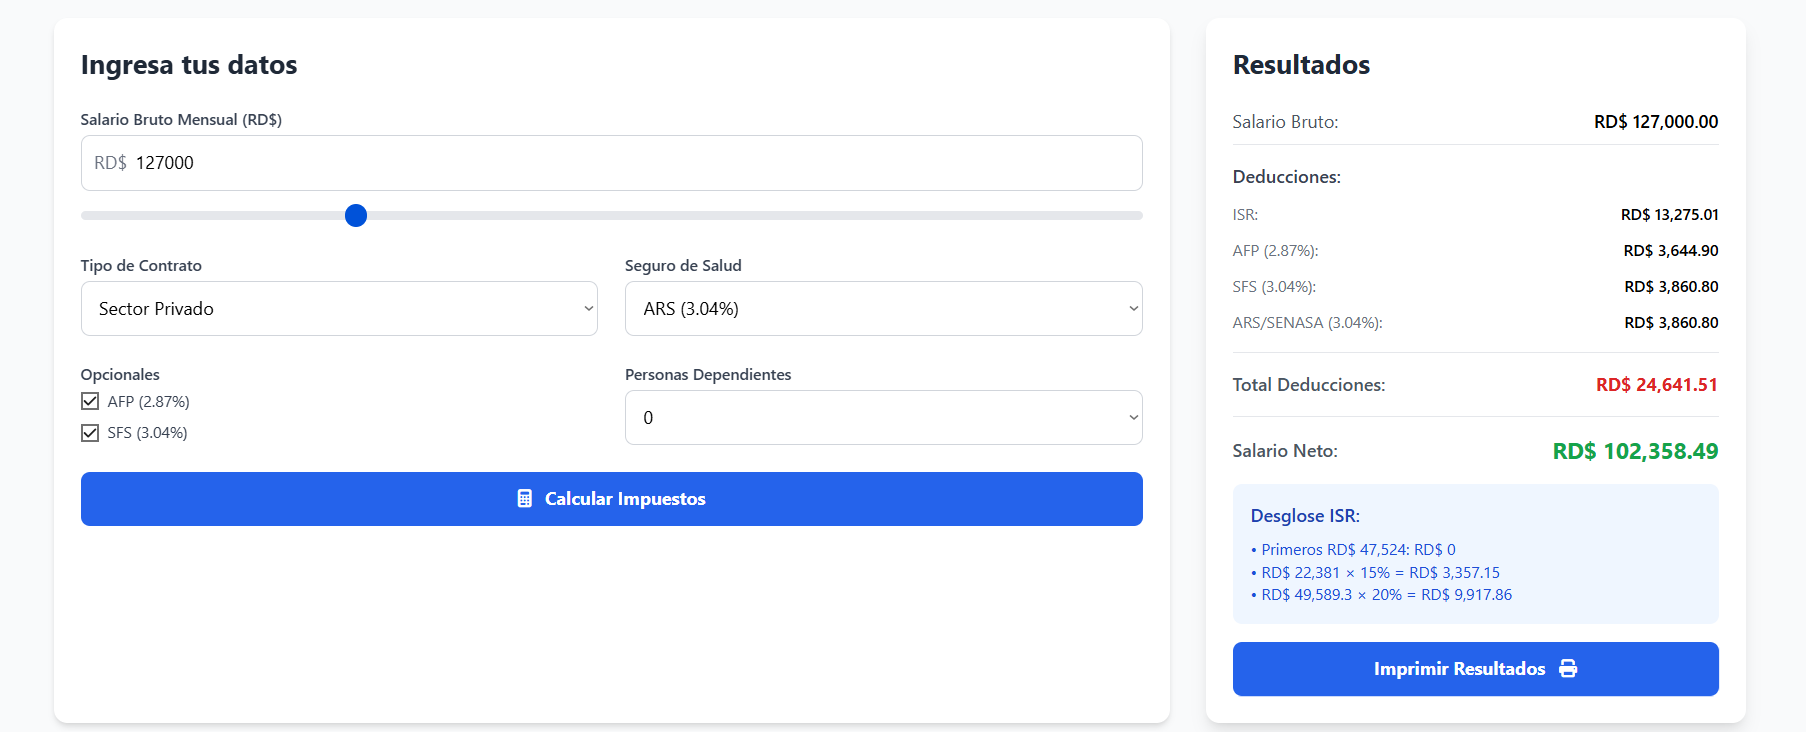 Ingresa tus datos
Salario Bruto Mensual (RD$)
RD$ 127000
Tipo de Contrato
Seguro de Salud
Sector Privado
ARS (3.04%)
Opcionales
AFP (2.87%)
SFS (3.04%)
Personas Dependientes
0
Calcular Impuestos
Resultados
Salario Bruto: RD$ 127,000.00
Deducciones:
ISR: RD$ 13,275.01
AFP (2.87%): RD$ 3,644.90
SFS (3.04%): RD$ 3,860.80
ARS/SENASA (3.04%): RD$ 3,860.80
Total Deducciones: RD$ 24,641.51
Salario Neto: RD$ 102,358.49
Desglose ISR:
• Primeros RD$ 47,524: RD$ 0
• RD$ 22,381 × 15% = RD$ 3,357.15
• RD$ 49,589.3 × 20% = RD$ 9,917.86
Imprimir Resultados